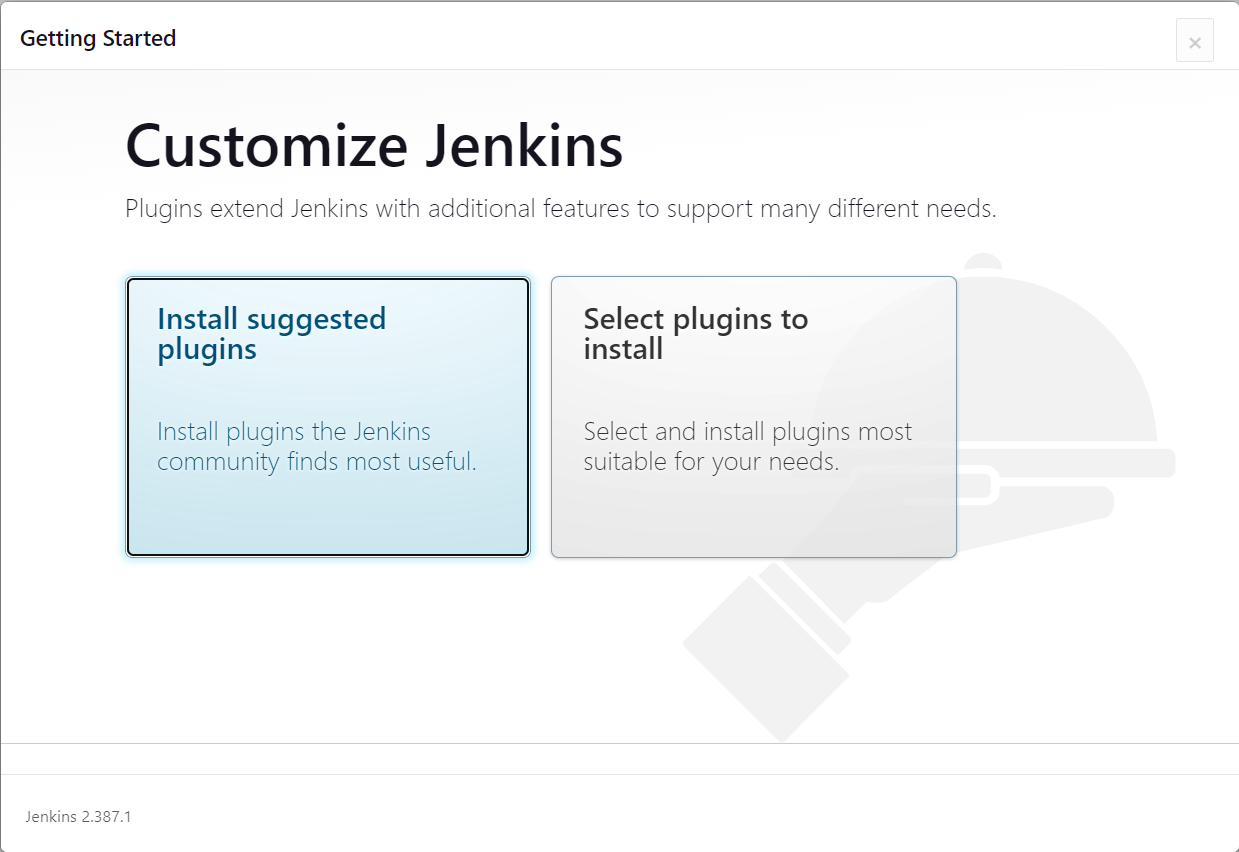 Getting Started
×
Customize Jenkins
Plugins extend Jenkins with additional features to support many different needs.
Install suggested
plugins
Install plugins the Jenkins
community finds most useful.
Select plugins to
install
Select and install plugins most
suitable for your needs.
Jenkins 2.387.1